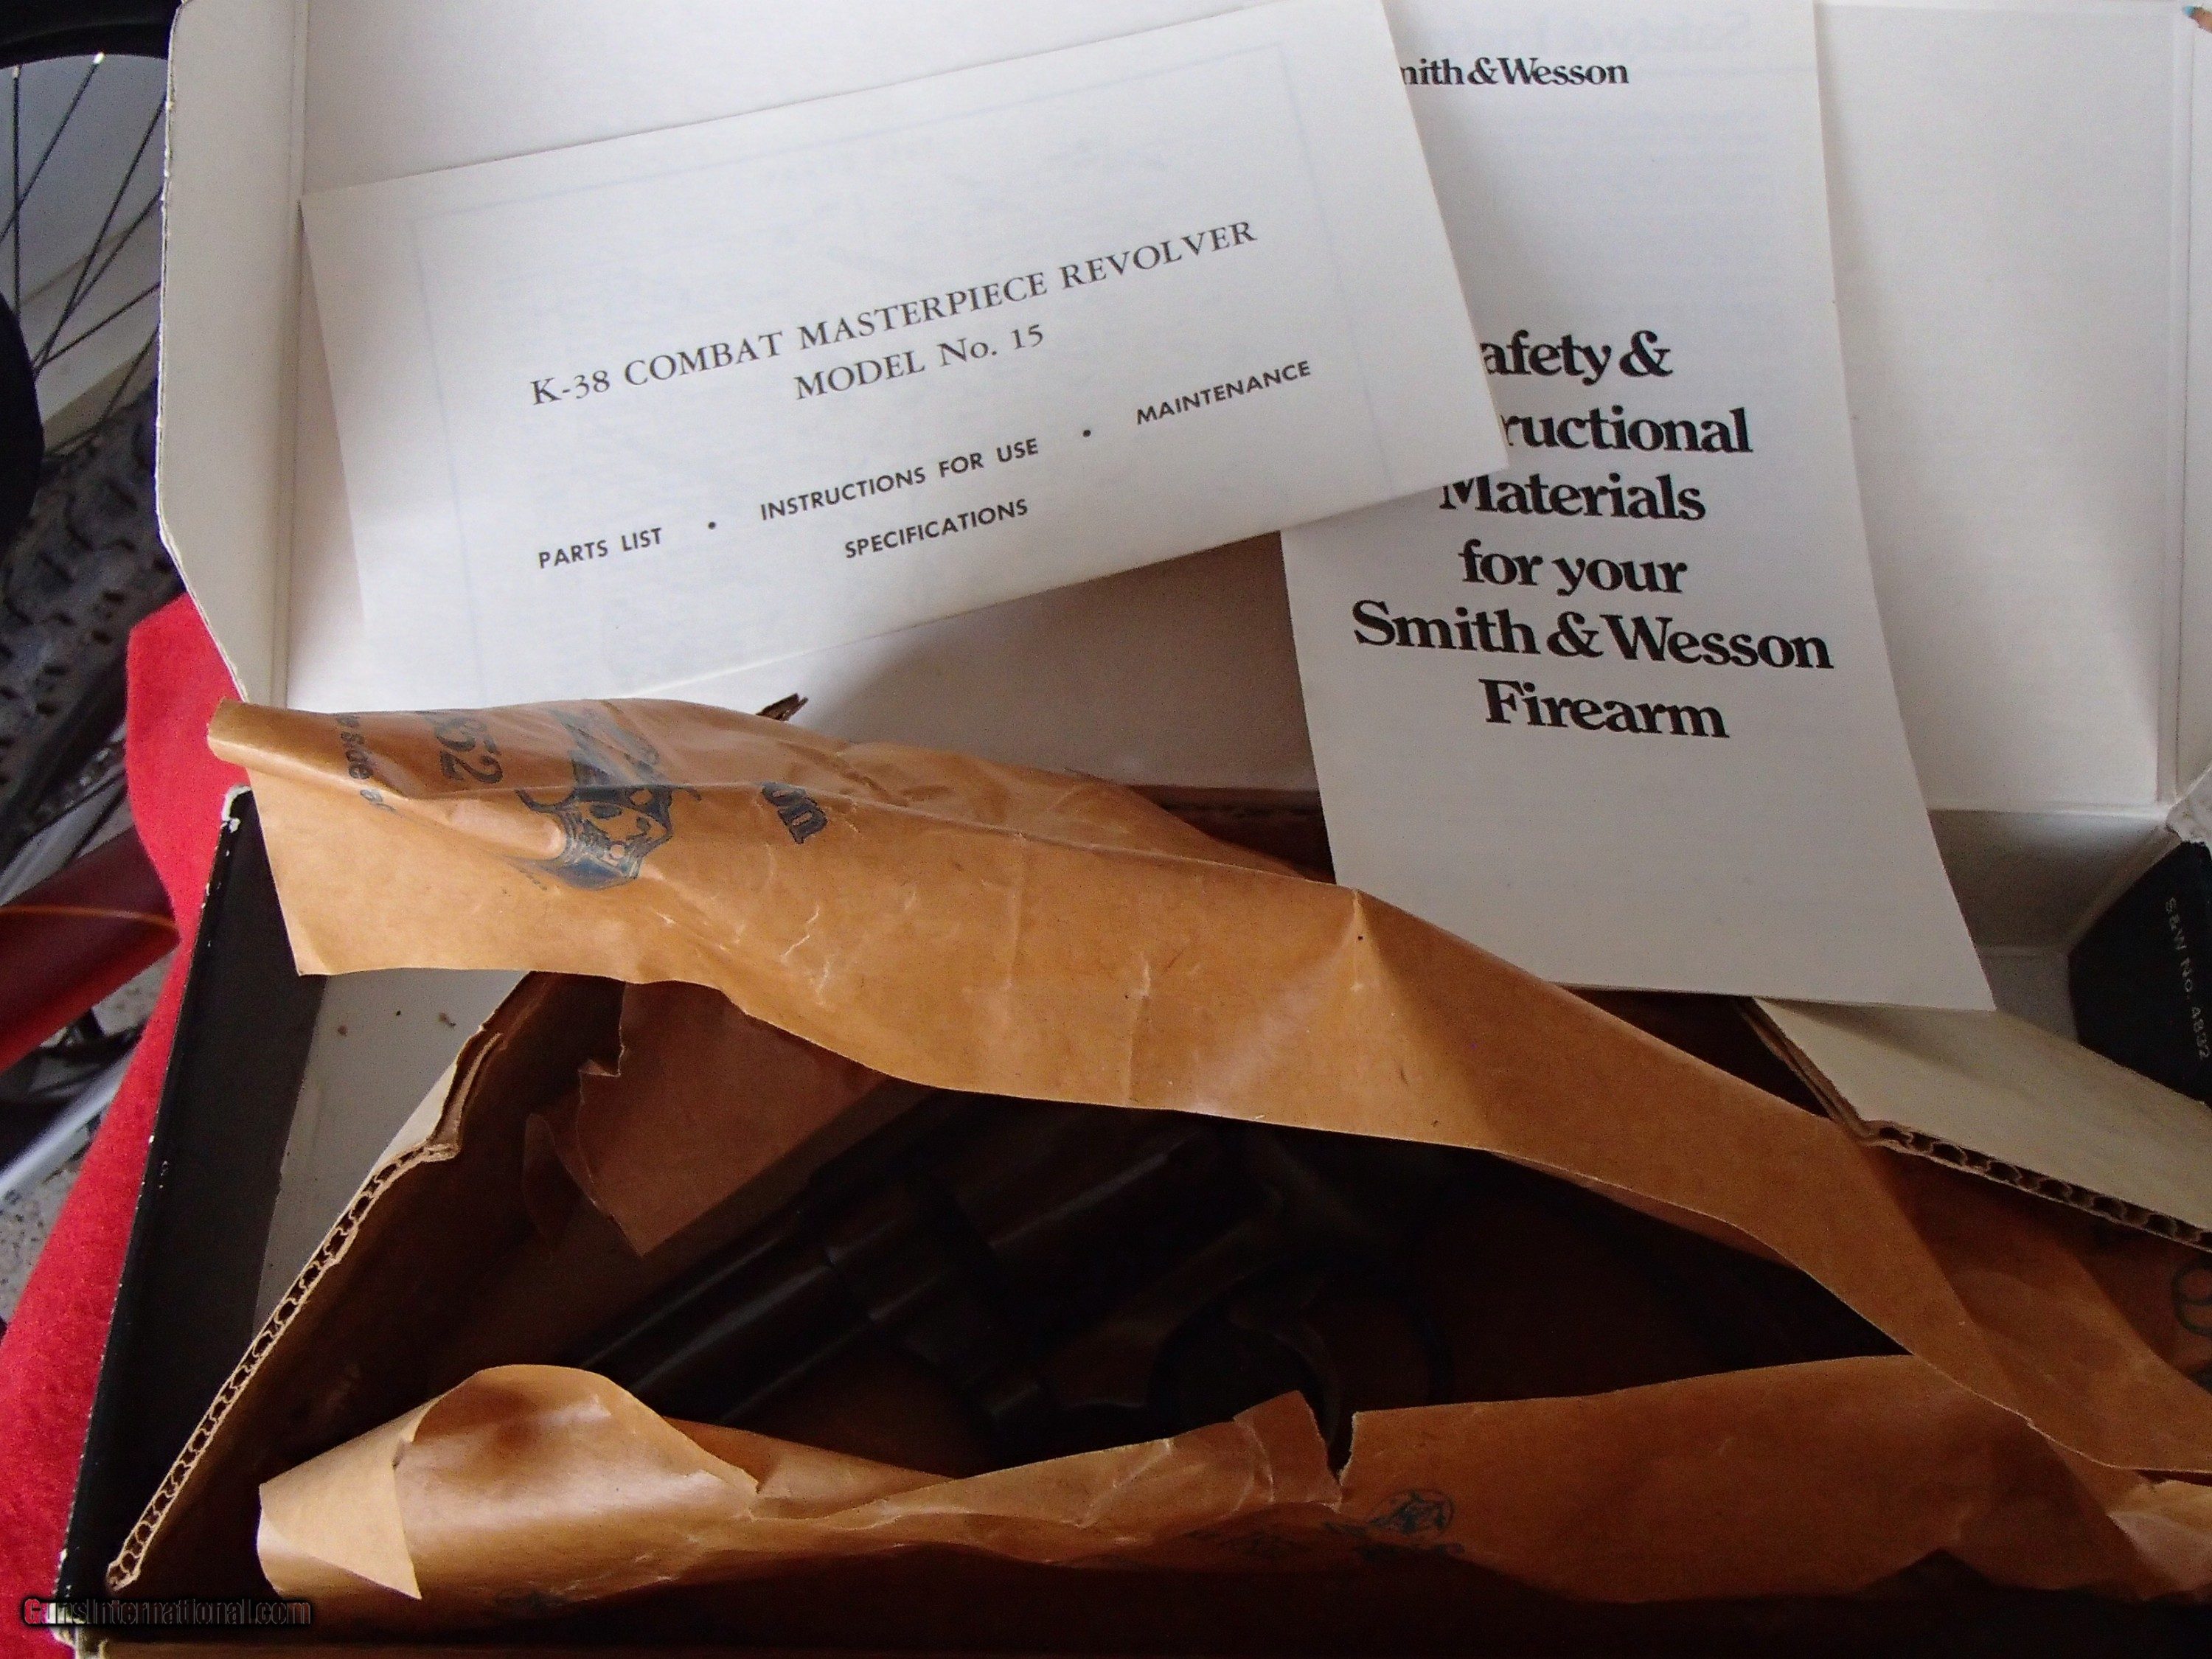 K-38 COMBAT MASTERPIECE REVOLVER
MODEL No. 15
PARTS LIST • INSTRUCTIONS FOR USE • MAINTENANCE
SPECIFICATIONS
mith & Wesson
afety &
ructional
Materials
for your
Smith & Wesson
Firearm
S&W No. 4832
GunsInternational.com